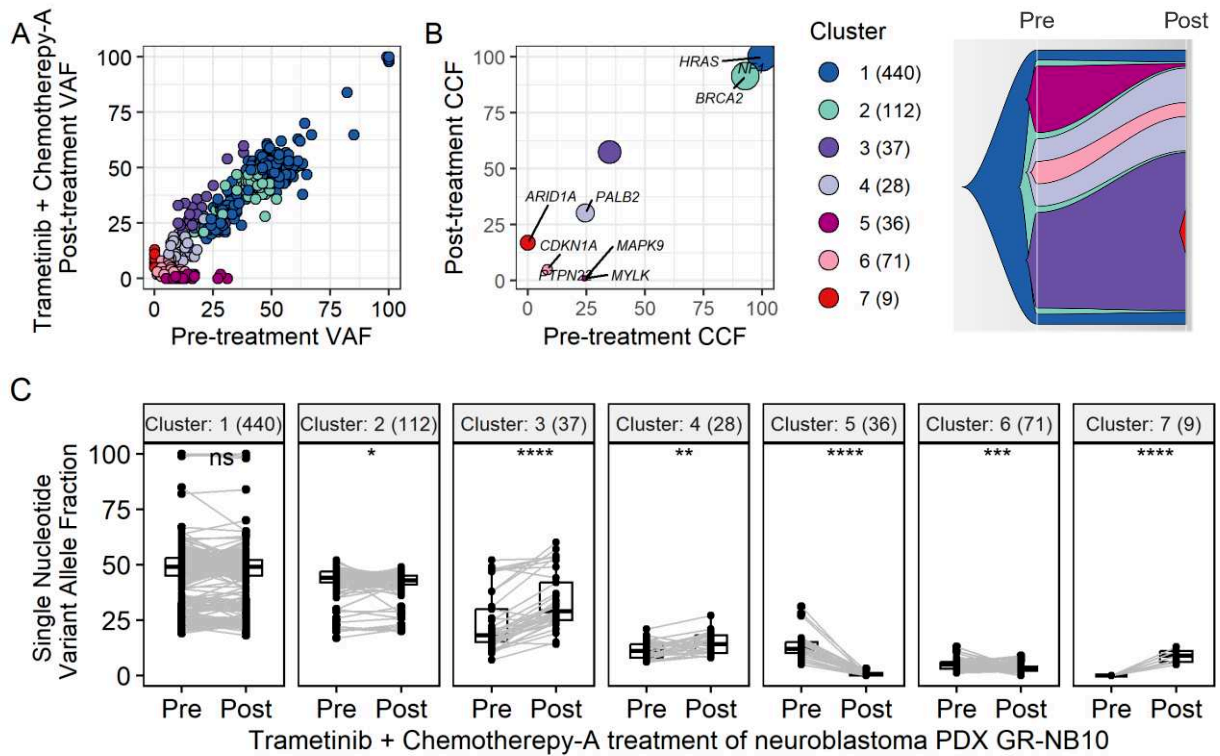 A
Trametinib + Chemotherepy-A
Post-treatment VAF
100
75
50
25
0
0
25
50
75
100
Pre-treatment VAF
B
Post-treatment CCF
100
75
50
25
0
HRAS
NF1
BRCA2
ARID1A
PALB2
CDKN1A
MAPK9
PTPN22
MYLK
0
25
50
75
100
Pre-treatment CCF
Cluster
1 (440)
2 (112)
3 (37)
4 (28)
5 (36)
6 (71)
7 (9)
Pre
Post
C
Single Nucleotide
Variant Allele Fraction
100
75
50
25
0
Cluster: 1 (440)
Cluster: 2 (112)
Cluster: 3 (37)
Cluster: 4 (28)
Cluster: 5 (36)
Cluster: 6 (71)
Cluster: 7 (9)
ns
*
****
**
****
***
****
Pre Post
Pre Post
Pre Post
Pre Post
Pre Post
Pre Post
Pre Post
Trametinib + Chemotherepy-A treatment of neuroblastoma PDX GR-NB10